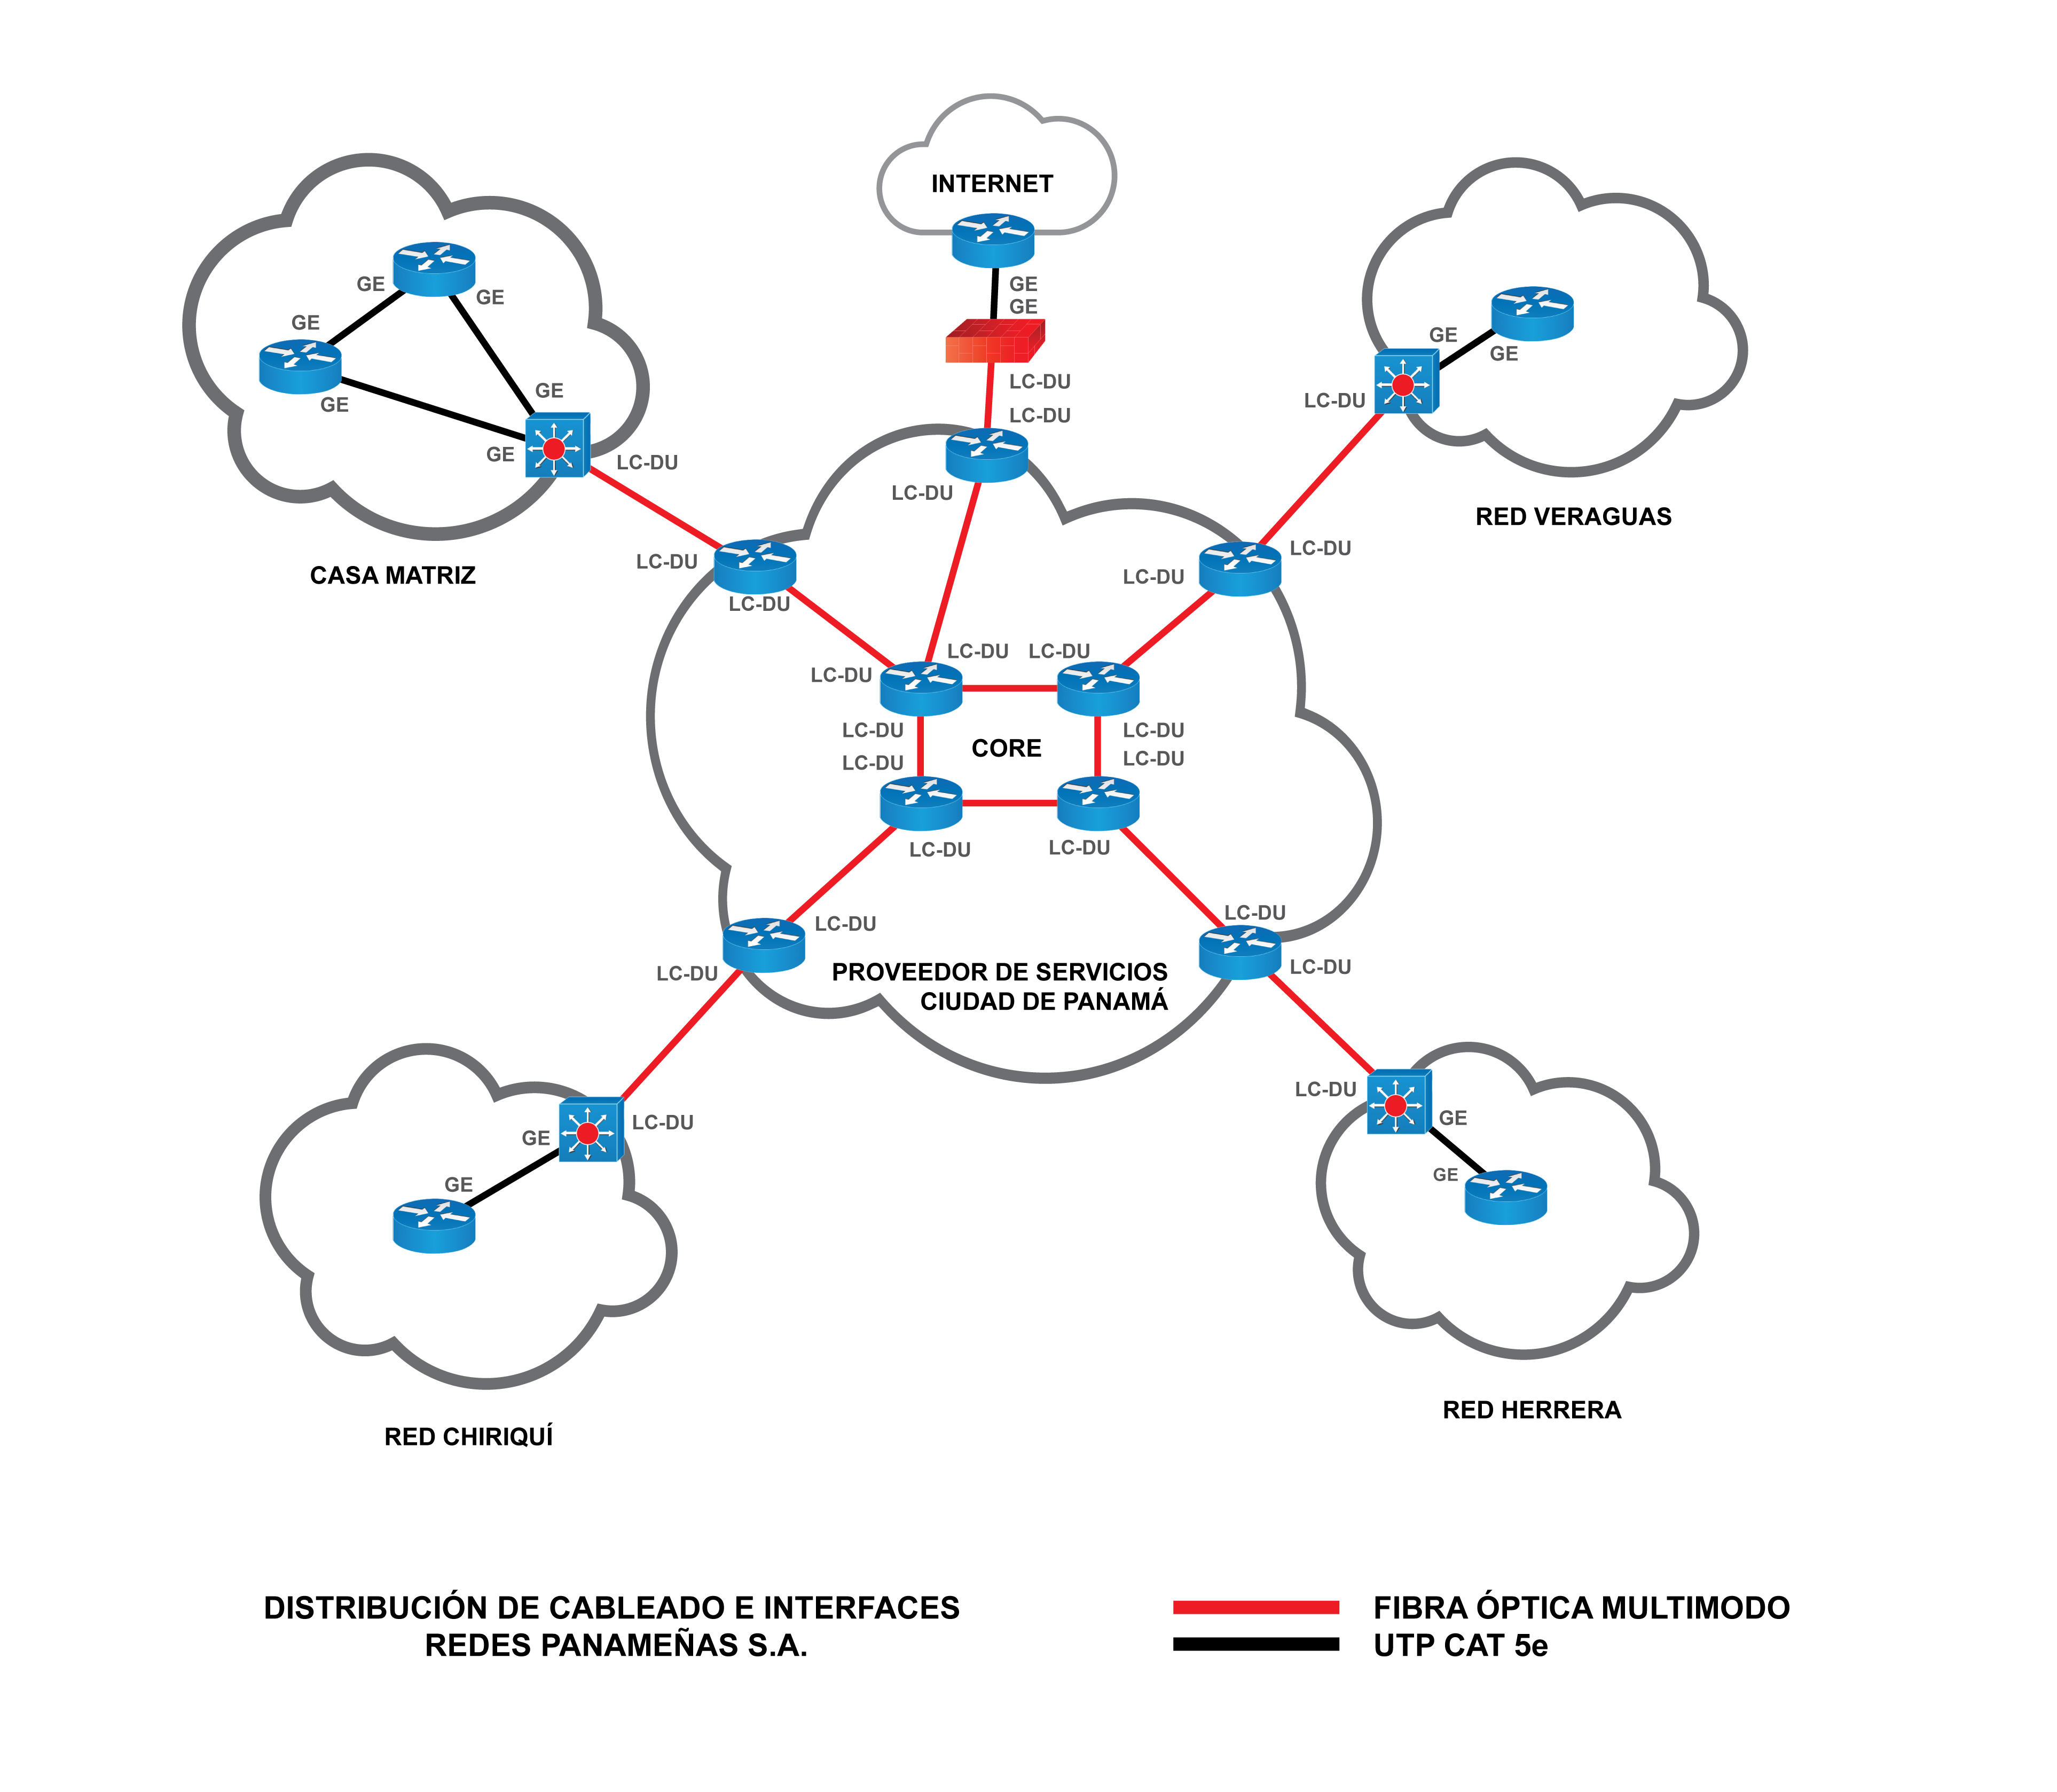 INTERNET
GE
GE
GE
GE
GE
GE
GE
GE
LC-DU
LC-DU
LC-DU
LC-DU
GE
GE
LC-DU
RED VERAGUAS
CASA MATRIZ
LC-DU
LC-DU
LC-DU
LC-DU
LC-DU
LC-DU
LC-DU
LC-DU
LC-DU
LC-DU
CORE
LC-DU
LC-DU
LC-DU
LC-DU
LC-DU
LC-DU
LC-DU
LC-DU
PROVEEDOR DE SERVICIOS
CIUDAD DE PANAMÁ
LC-DU
GE
LC-DU
GE
LC-DU
GE
GE
RED CHIRIQUÍ
RED HERRERA
DISTRIBUCIÓN DE CABLEADO E INTERFACES
REDES PANAMEÑAS S.A.
FIBRA ÓPTICA MULTIMODO
UTP CAT 5e